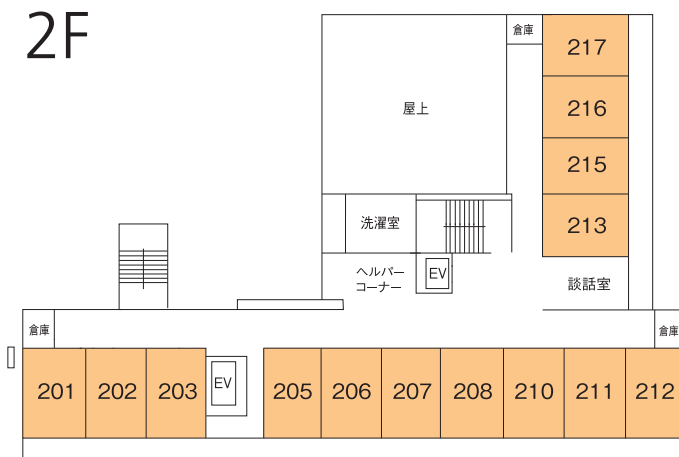 2F
倉庫
217
屋上
216
215
洗濯室
213
ヘルパー
コーナー
EV
談話室
倉庫
倉庫
201
202
203
EV
205
206
207
208
210
211
212